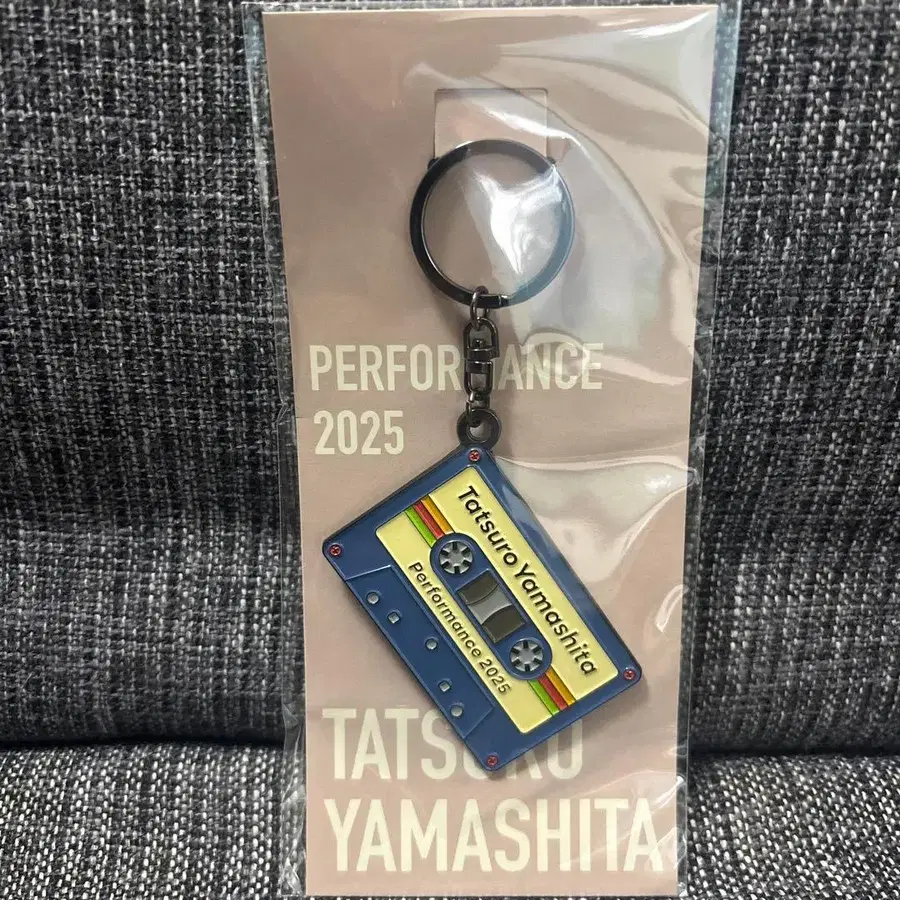 PERFORMANCE
2025
Tatsuro Yamashita
Performance 2025
TATSURO
YAMASHITA